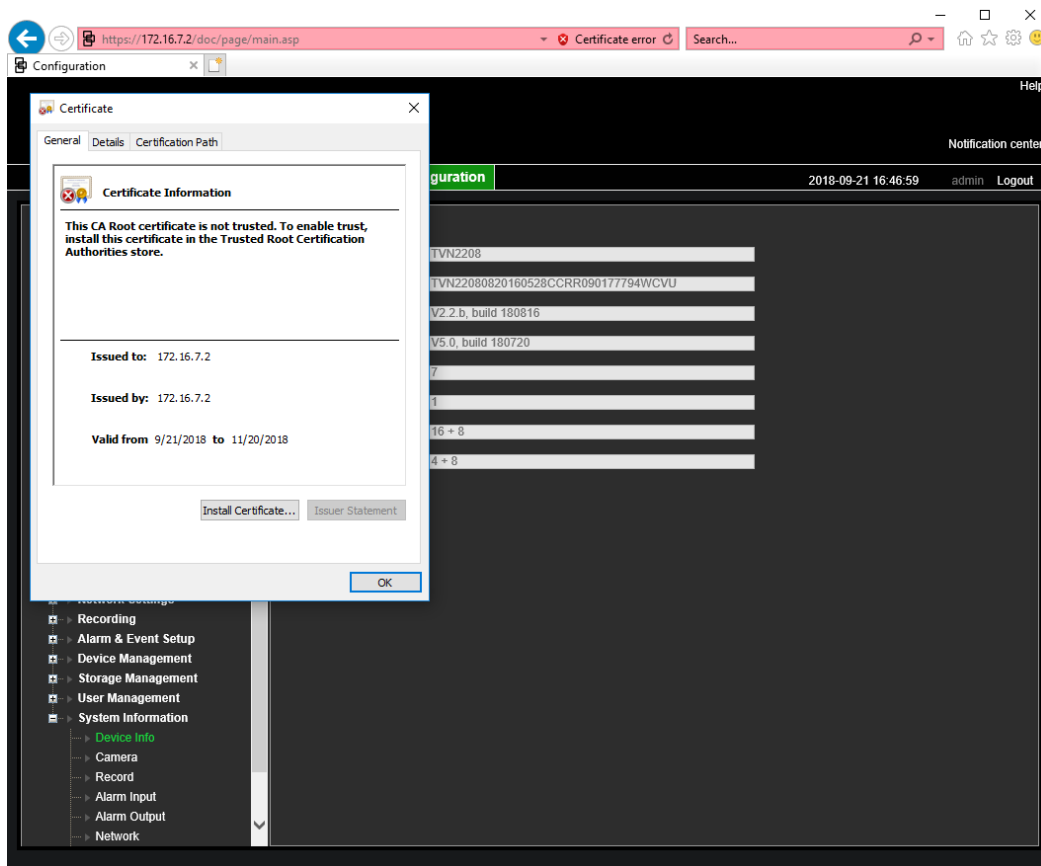 https://172.16.7.2/doc/page/main.asp
Certificate error
Search...
Configuration
Help
Certificate
General Details Certification Path
Notification center
Certificate Information
guration
2018-09-21 16:46:59 admin Logout
This CA Root certificate is not trusted. To enable trust,
install this certificate in the Trusted Root Certification
Authorities store.
Issued to: 172.16.7.2
Issued by: 172.16.7.2
Valid from 9/21/2018 to 11/20/2018
Install Certificate... Issuer Statement
OK
TVN2208
TVN22080820160528CCRR090177794WCVU
V2.2.b, build 180816
V5.0, build 180720
7
1
16 + 8
4 + 8
Network Settings
Recording
Alarm & Event Setup
Device Management
Storage Management
User Management
System Information
Device Info
Camera
Record
Alarm Input
Alarm Output
Network